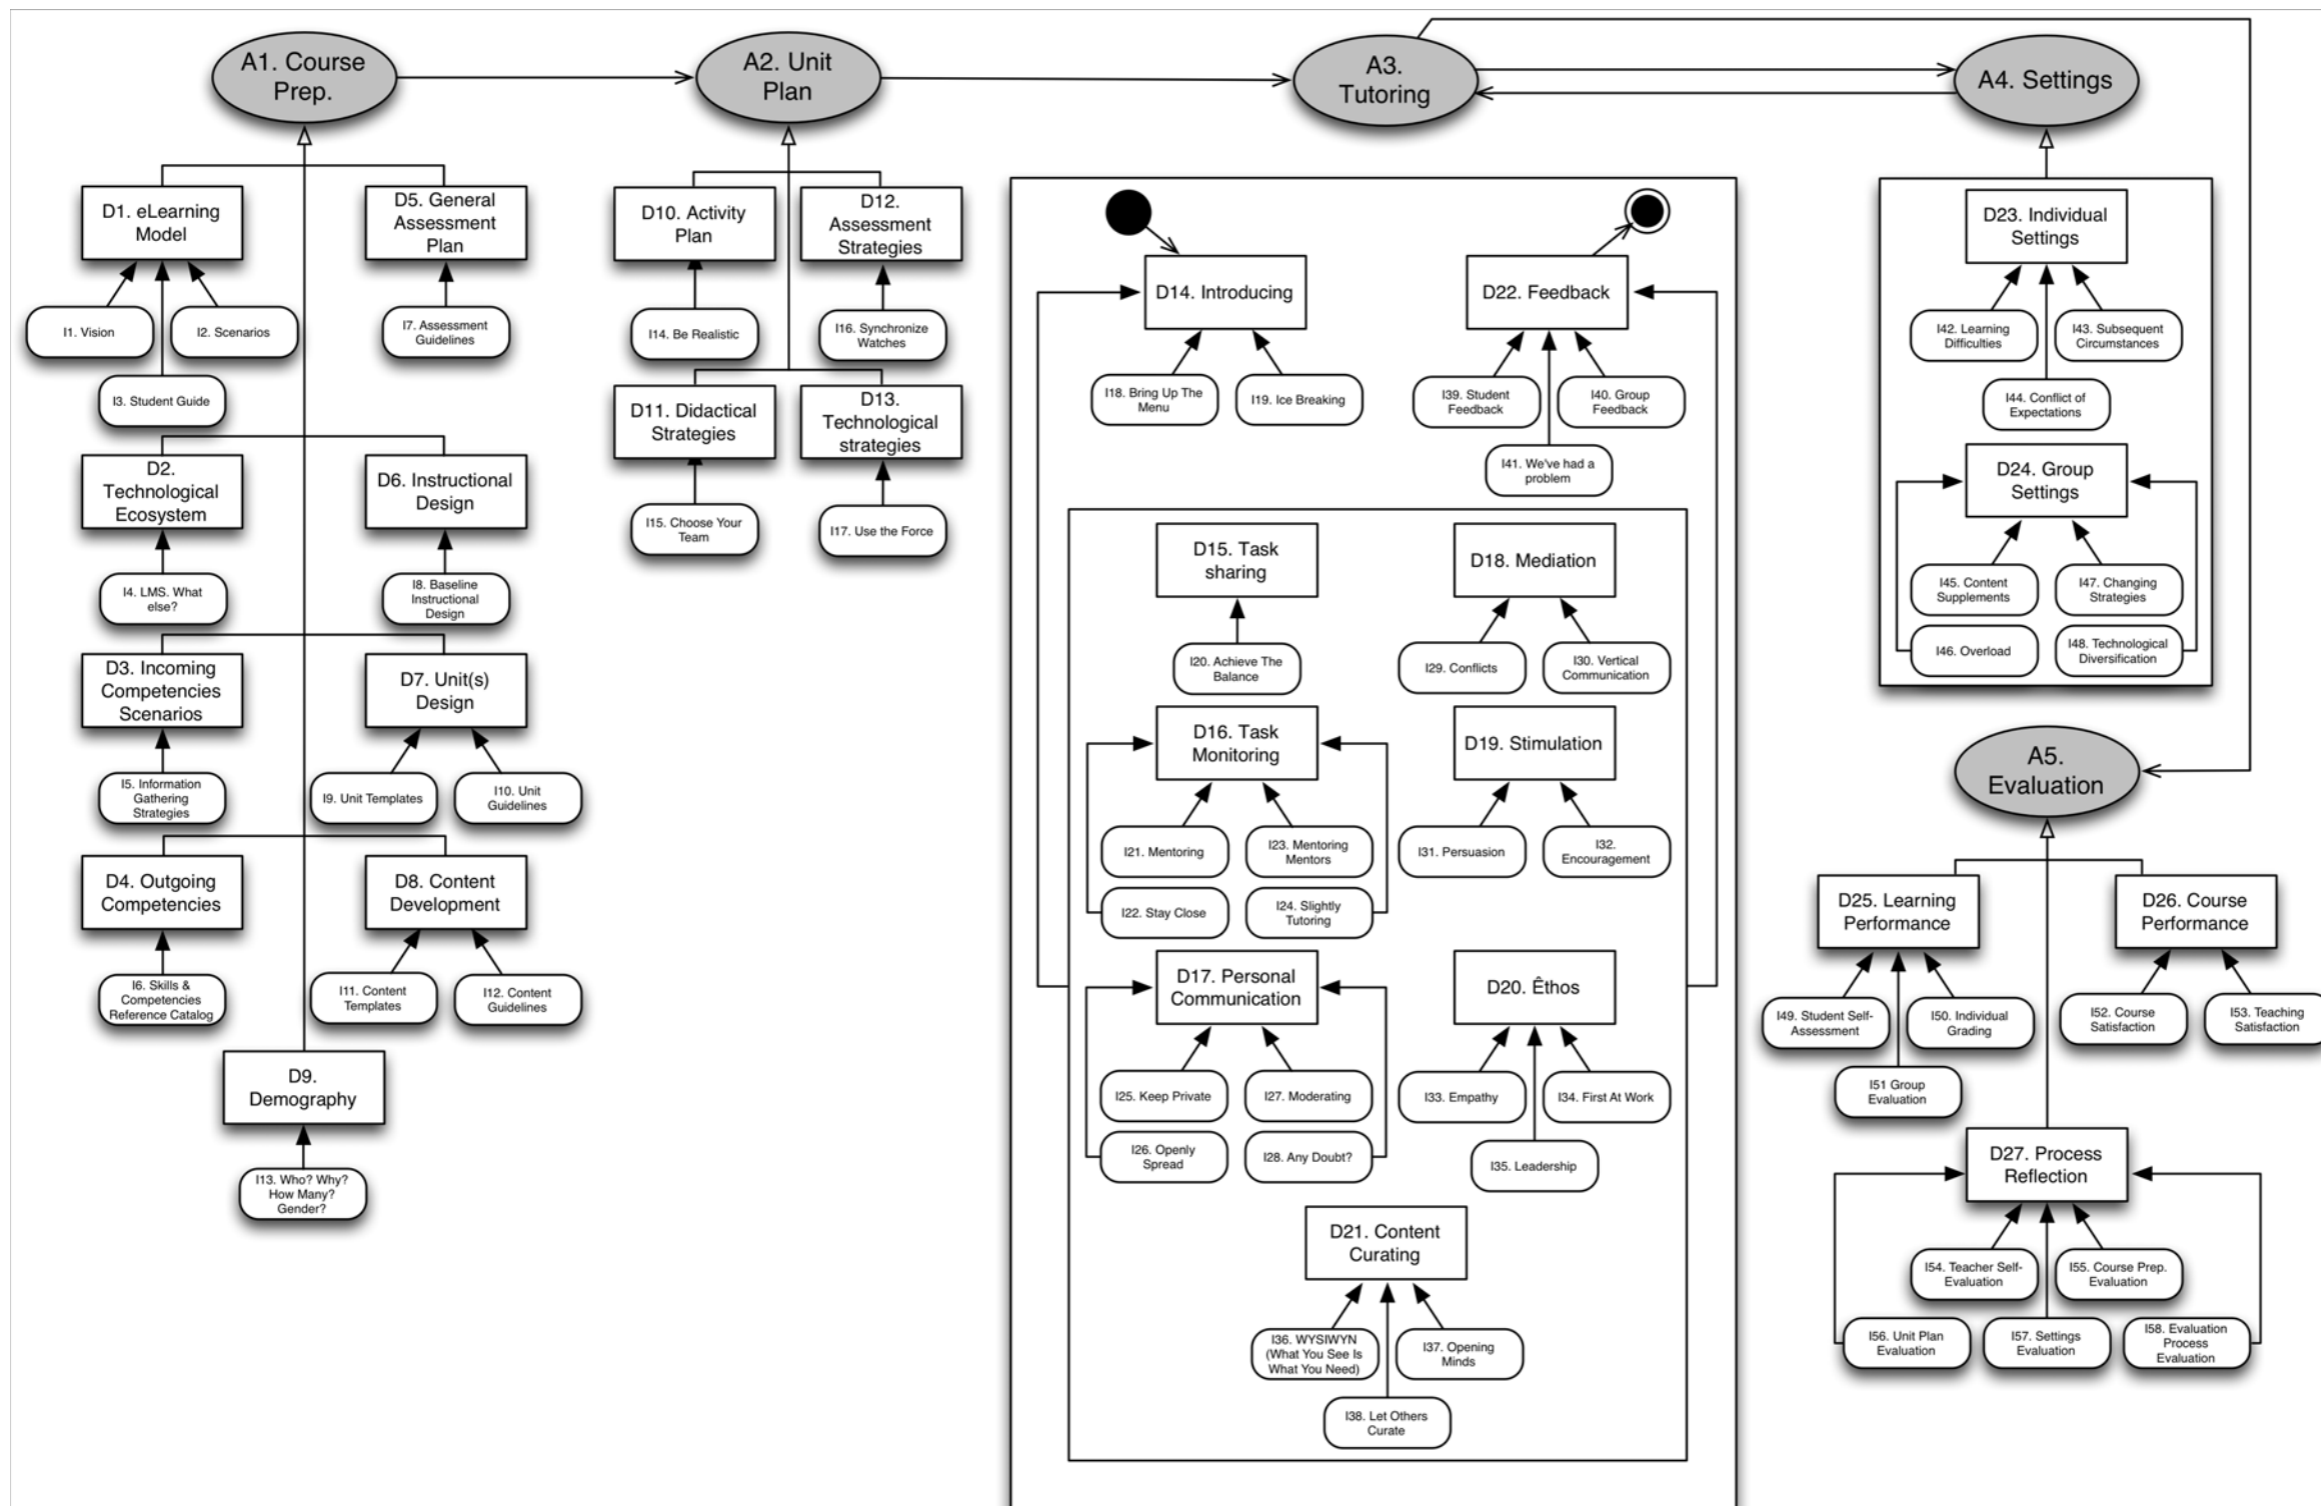 A1. Course
Prep.
A2. Unit
Plan
A3.
Tutoring
A4. Settings
D1. eLearning
Model
D5. General
Assessment
Plan
I1. Vision
I2. Scenarios
I3. Student Guide
I7. Assessment
Guidelines
D2.
Technological
Ecosystem
D6. Instructional
Design
I4. LMS. What
else?
I8. Baseline
Instructional
Design
D3. Incoming
Competencies
Scenarios
D7. Unit(s)
Design
I5. Information
Gathering
Strategies
I9. Unit Templates
I10. Unit
Guidelines
D4. Outgoing
Competencies
D8. Content
Development
I6. Skills &
Competencies
Reference Catalog
I11. Content
Templates
I12. Content
Guidelines
D9.
Demography
I13. Who? Why?
How Many?
Gender?
D10. Activity
Plan
D12.
Assessment
Strategies
I14. Be Realistic
I16. Synchronize
Watches
D11. Didactical
Strategies
D13.
Technological
strategies
I15. Choose Your
Team
I17. Use the Force
D14. Introducing
D22. Feedback
I18. Bring Up The
Menu
I19. Ice Breaking
I39. Student
Feedback
I40. Group
Feedback
I41. We've had a
problem
D15. Task
sharing
D18. Mediation
I20. Achieve The
Balance
I29. Conflicts
I30. Vertical
Communication
D16. Task
Monitoring
D19. Stimulation
I21. Mentoring
I23. Mentoring
Mentors
I22. Stay Close
I24. Slightly
Tutoring
I31. Persuasion
I32.
Encouragement
D17. Personal
Communication
D20. Êthos
I25. Keep Private
I27. Moderating
I26. Openly
Spread
I28. Any Doubt?
I33. Empathy
I34. First At Work
I35. Leadership
D21. Content
Curating
I36. WYSIWYN
(What You See Is
What You Need)
I37. Opening
Minds
I38. Let Others
Curate
D23. Individual
Settings
I42. Learning
Difficulties
I43. Subsequent
Circumstances
I44. Conflict of
Expectations
D24. Group
Settings
I45. Content
Supplements
I47. Changing
Strategies
I46. Overload
I48. Technological
Diversification
A5.
Evaluation
D25. Learning
Performance
D26. Course
Performance
I49. Student Self-
Assessment
I50. Individual
Grading
I51 Group
Evaluation
I52. Course
Satisfaction
I53. Teaching
Satisfaction
D27. Process
Reflection
I54. Teacher Self-
Evaluation
I55. Course Prep.
Evaluation
I56. Unit Plan
Evaluation
I57. Settings
Evaluation
I58. Evaluation
Process
Evaluation